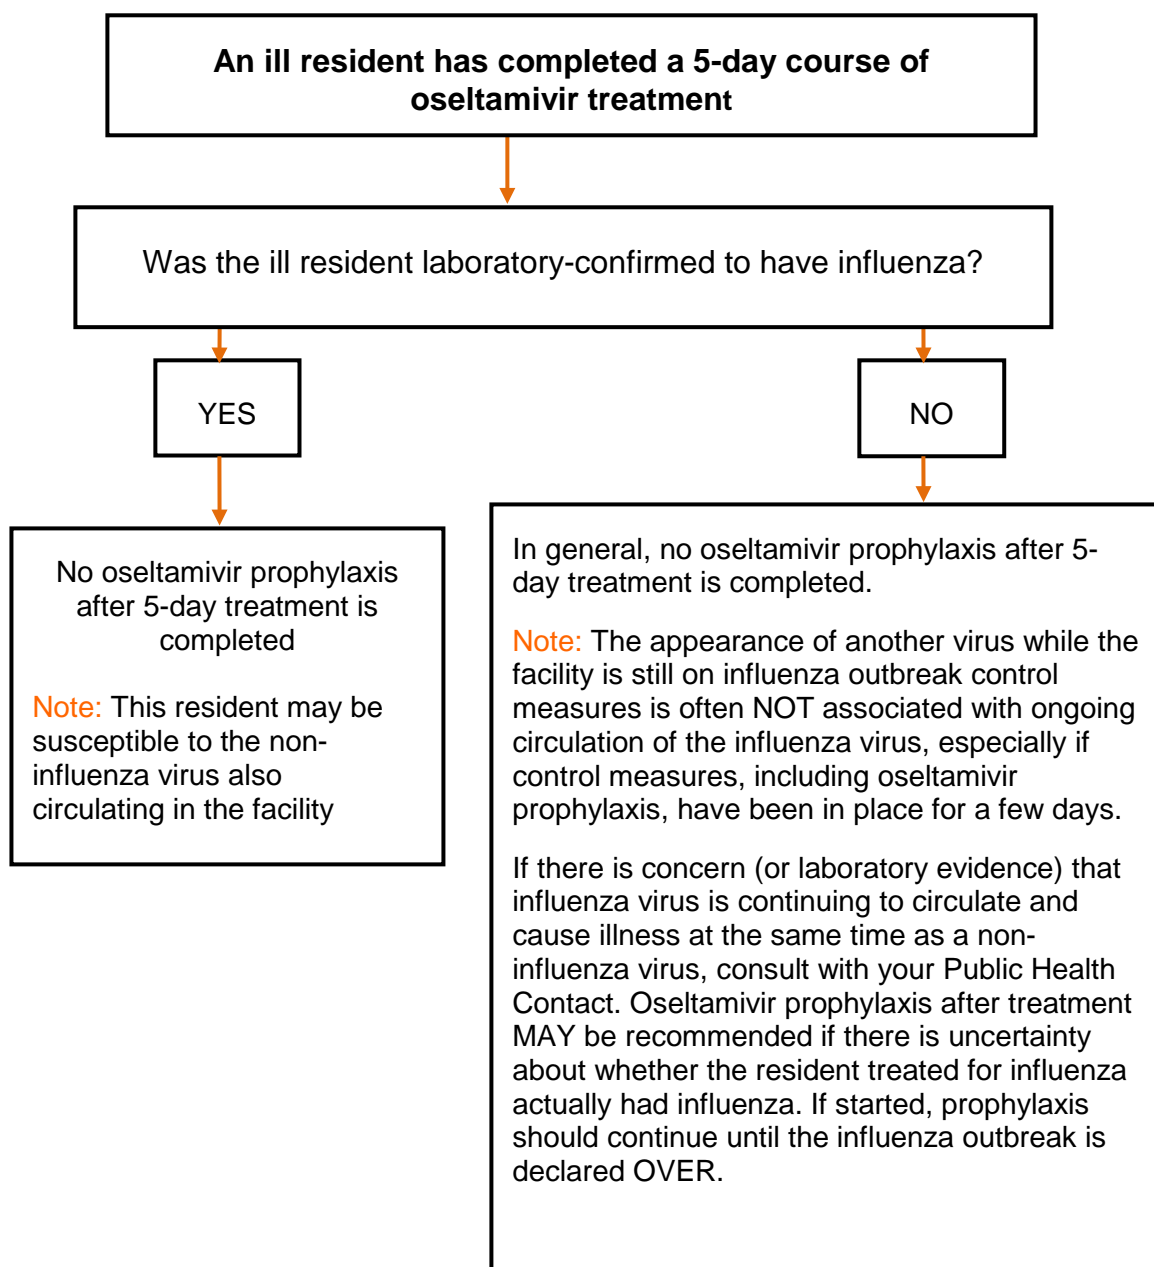 An ill resident has completed a 5-day course of
oseltamivir treatment
Was the ill resident laboratory-confirmed to have influenza?
YES
NO
No oseltamivir prophylaxis
after 5-day treatment is
completed
Note: This resident may be
susceptible to the non-
influenza virus also
circulating in the facility
In general, no oseltamivir prophylaxis after 5-
day treatment is completed.
Note: The appearance of another virus while the
facility is still on influenza outbreak control
measures is often NOT associated with ongoing
circulation of the influenza virus, especially if
control measures, including oseltamivir
prophylaxis, have been in place for a few days.
If there is concern (or laboratory evidence) that
influenza virus is continuing to circulate and
cause illness at the same time as a non-
influenza virus, consult with your Public Health
Contact. Oseltamivir prophylaxis after treatment
MAY be recommended if there is uncertainty
about whether the resident treated for influenza
actually had influenza. If started, prophylaxis
should continue until the influenza outbreak is
declared OVER.